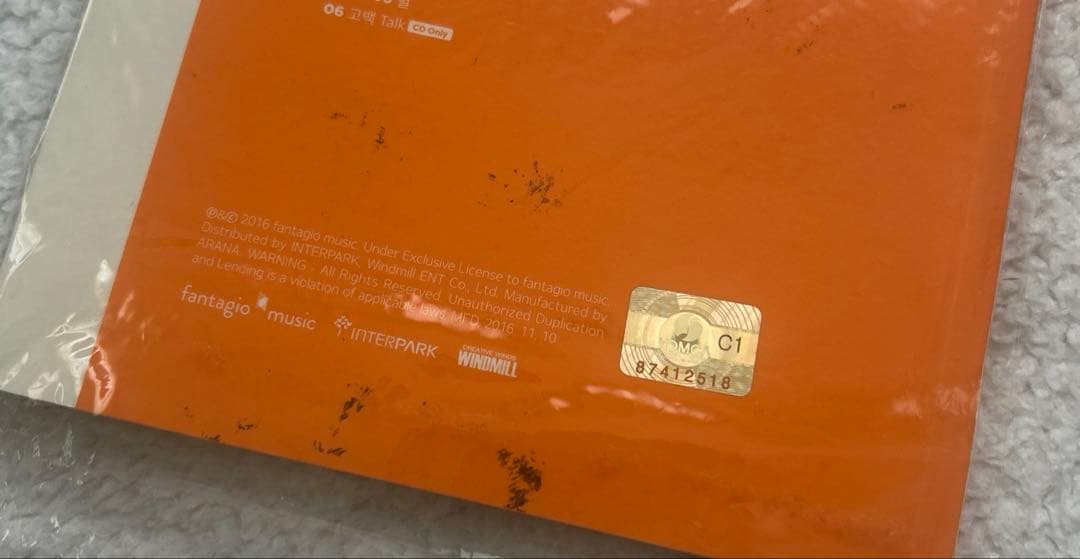 06 고백 Talk CD Only
℗&© 2016 fantagio music. Under Exclusive License to fantagio music
Distributed by INTERPARK. Windmill ENT Co., Ltd. Manufactured by
ARANA. WARNING - All Rights Reserved. Unauthorized Duplication
and Lending is a violation of applicable laws. MFD 2016. 11. 10
fantagio music
INTERPARK
CREATIVE WINDS
WINDMILL
C1
87412518